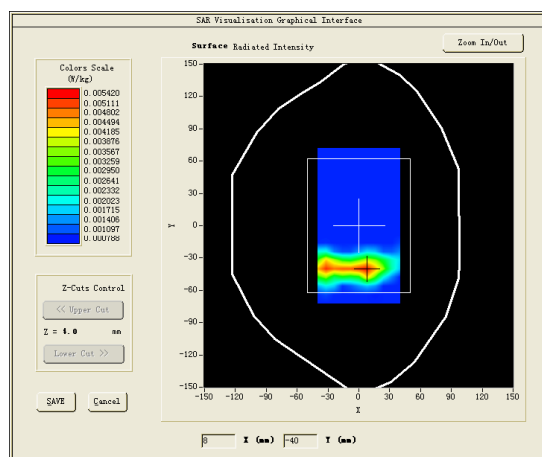 SAR Visualisation Graphical Interface
Surface Radiated Intensity
Zoom In/Out
Colors Scale
(W/kg)
0.005420
0.005111
0.004802
0.004494
0.004185
0.003876
0.003567
0.003259
0.002950
0.002641
0.002332
0.002023
0.001715
0.001406
0.001097
0.000788
150
120
90
60
30
0
-30
-60
-90
-120
-150
Y
-150 -120 -90 -60 -30 0 30 60 90 120 150
X
Z-Cuts Control
<< Upper Cut
Z = 4.0 mm
Lower Cut >>
SAVE Cancel
8 X (mm) -40 Y (mm)